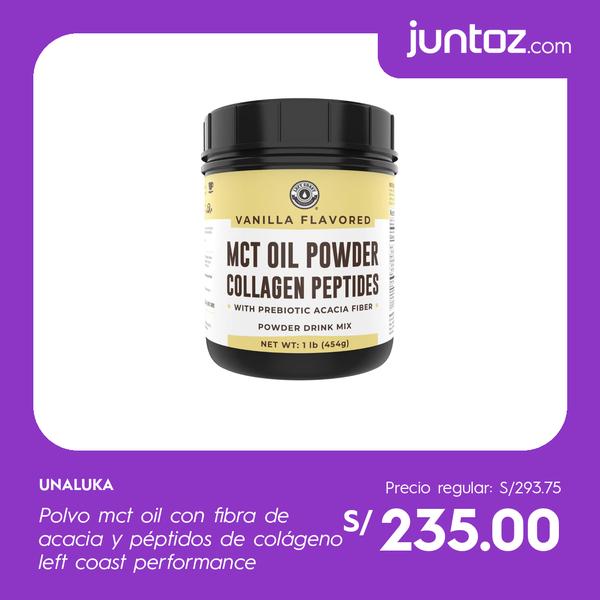 juntoz.com
VANILLA FLAVORED
MCT OIL POWDER
COLLAGEN PEPTIDES
WITH PREBIOTIC ACACIA FIBER
POWDER DRINK MIX
NET WT: 1 lb (454g)
UNALUKA
Polvo mct oil con fibra de
acacia y péptidos de colágeno
left coast performance
Precio regular: S/293.75
S/ 235.00